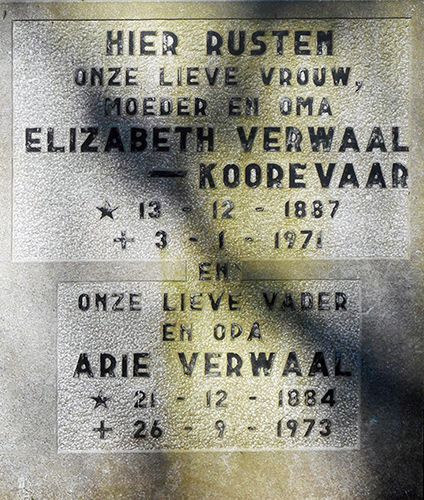 HIER RUSTEN
ONZE LIEVE VROUW,
MOEDER EN OMA
ELIZABETH VERWAAL
— KOOREVAAR
★ 13 - 12 - 1887
+ 3 - 1 - 1971
EN
ONZE LIEVE VADER
EN OPA
ARIE VERWAAL
★ 21 - 12 - 1884
+ 26 - 9 - 1973